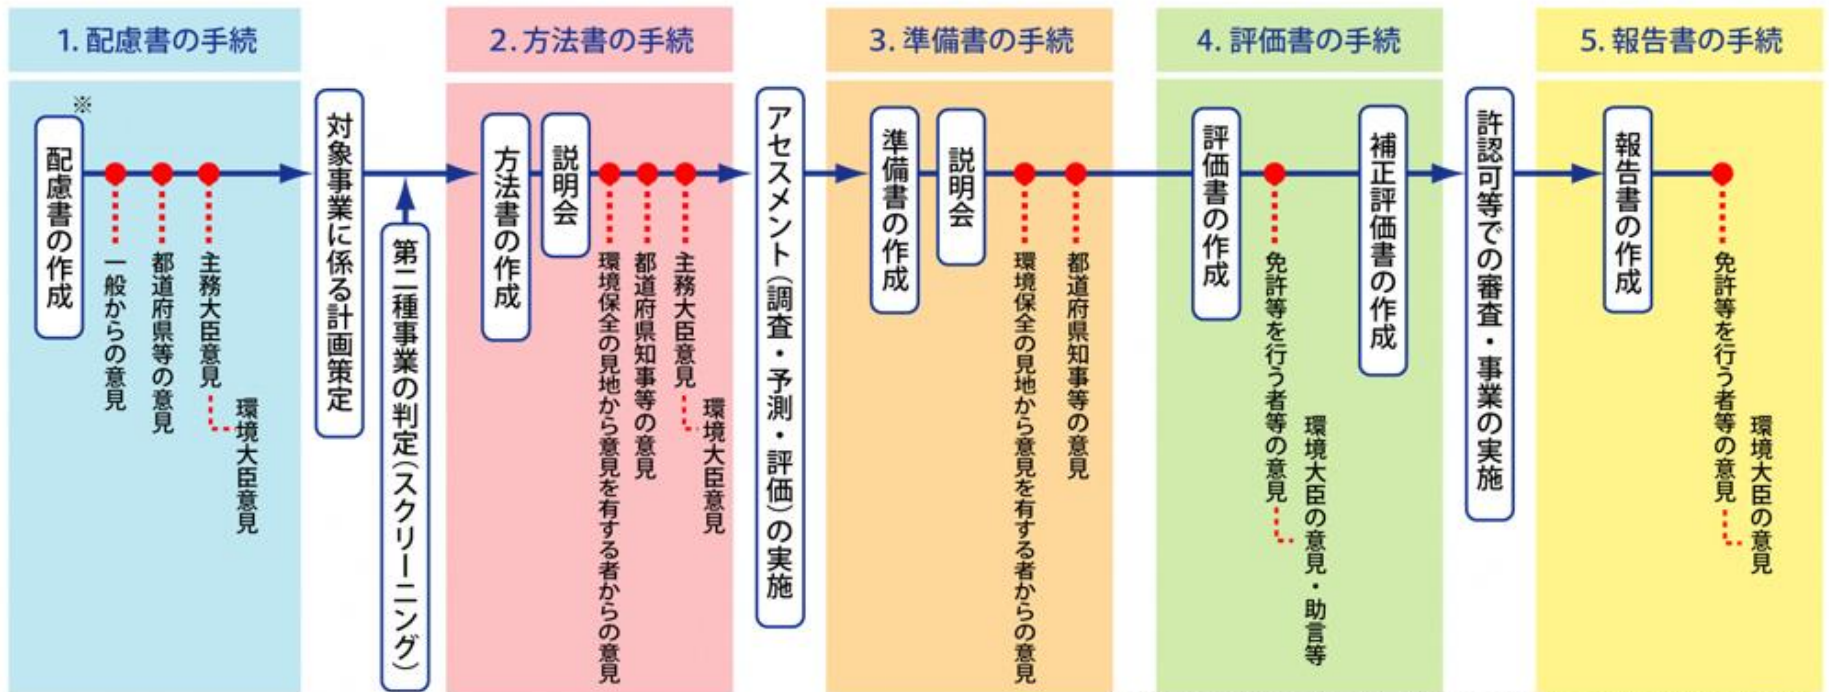 1. 配慮書の手続
※
配慮書の作成
一般からの意見
都道府県等の意見
主務大臣意見
環境大臣意見
対象事業に係る計画策定
第二種事業の判定(スクリーニング)
2. 方法書の手続
方法書の作成
説明会
環境保全の見地から意見を有する者からの意見
都道府県知事等の意見
主務大臣意見
環境大臣意見
アセスメント(調査・予測・評価)の実施
3. 準備書の手続
準備書の作成
説明会
環境保全の見地から意見を有する者からの意見
都道府県知事等の意見
4. 評価書の手続
評価書の作成
免許等を行う者等の意見
環境大臣の意見・助言等
補正評価書の作成
許認可等での審査・事業の実施
5. 報告書の手続
報告書の作成
免許等を行う者等の意見
環境大臣の意見